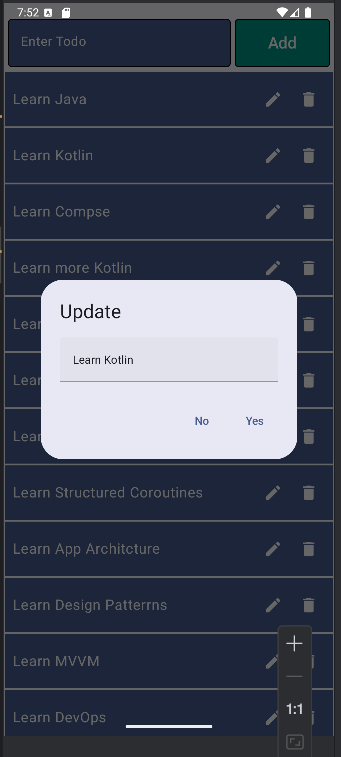 7:52
Enter Todo
Add
Learn Java
Learn Kotlin
Learn Compse
Learn more Kotlin
Update
Learn Kotlin
No
Yes
Learn Structured Coroutines
Learn App Architcture
Learn Design Patterrns
Learn MVVM
1:1
Learn DevOps